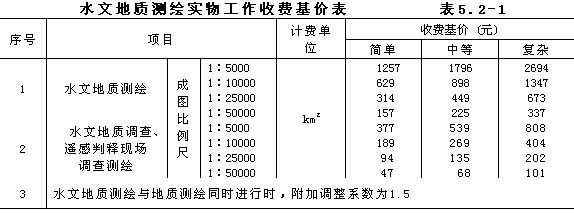 水文地质测绘实物工作收费基价表 表5.2-1
序号 项目 计费单位 收费基价（元）
简单 中等 复杂
1 水文地质测绘 成图比例尺 km²
1：5000 1257 1796 2694
1：10000 629 898 1347
1：25000 314 449 673
1：50000 157 225 337
2 水文地质调查、遥感判释现场调查测绘
1：5000 377 539 808
1：10000 189 269 404
1：25000 94 135 202
1：50000 47 68 101
3 水文地质测绘与地质测绘同时进行时，附加调整系数为1.5